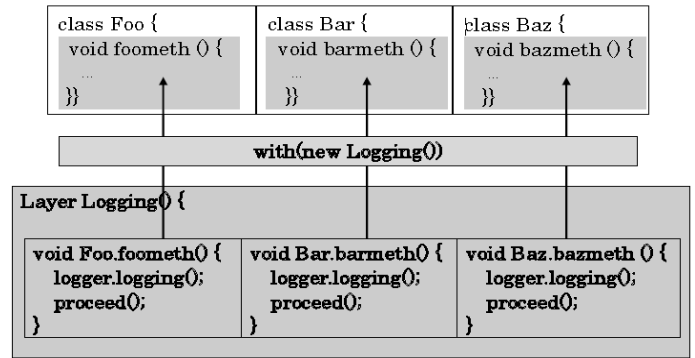 class Foo {
void foometh () {
...
}}
class Bar {
void barmeth () {
...
}}
class Baz {
void bazmeth () {
...
}}
with(new Logging())
Layer Logging() {
void Foo.foometh() {
logger.logging();
proceed();
}
void Bar.barmeth() {
logger.logging();
proceed();
}
void Baz.bazmeth () {
logger.logging();
proceed();
}